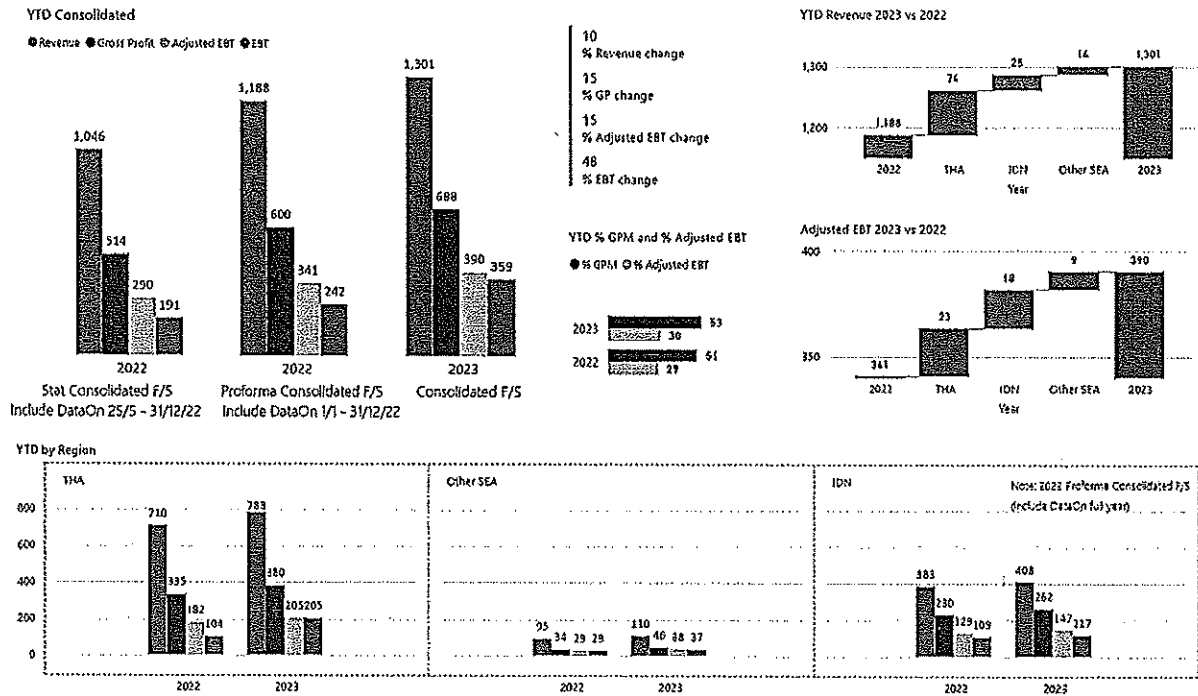 YTD Consolidated
Revenue Gross Profit Adjusted EBT EBT
1,046
514
290
191
2022
Stat Consolidated F/S
Include DataOn 25/5 - 31/12/22
1,188
600
341
242
2022
Proforma Consolidated F/S
Include DataOn 1/1 - 31/12/22
1,301
688
390
359
2023
Consolidated F/S
10
% Revenue change
15
% GP change
15
% Adjusted EBT change
48
% EBT change
YTD % GPM and % Adjusted EBT
% GPM % Adjusted EBT
2023 53
30
2022 51
29
YTD Revenue 2023 vs 2022
1,300
1,200
1,188 74 25 16 1,301
2022 THA IDN Other SEA 2023
Year
Adjusted EBT 2023 vs 2022
400
350
341 23 18 9 390
2022 THA IDN Other SEA 2023
Year
YTD by Region
THA
800
600
400
200
0
710 335 182 104
783 380 205 205
2022 2023
Other SEA
95 34 29 29
110 46 38 37
2022 2023
IDN
Note: 2022 Proforma Consolidated F/S
(Include DataOn full year)
383 230 129 109
408 262 147 117
2022 2023